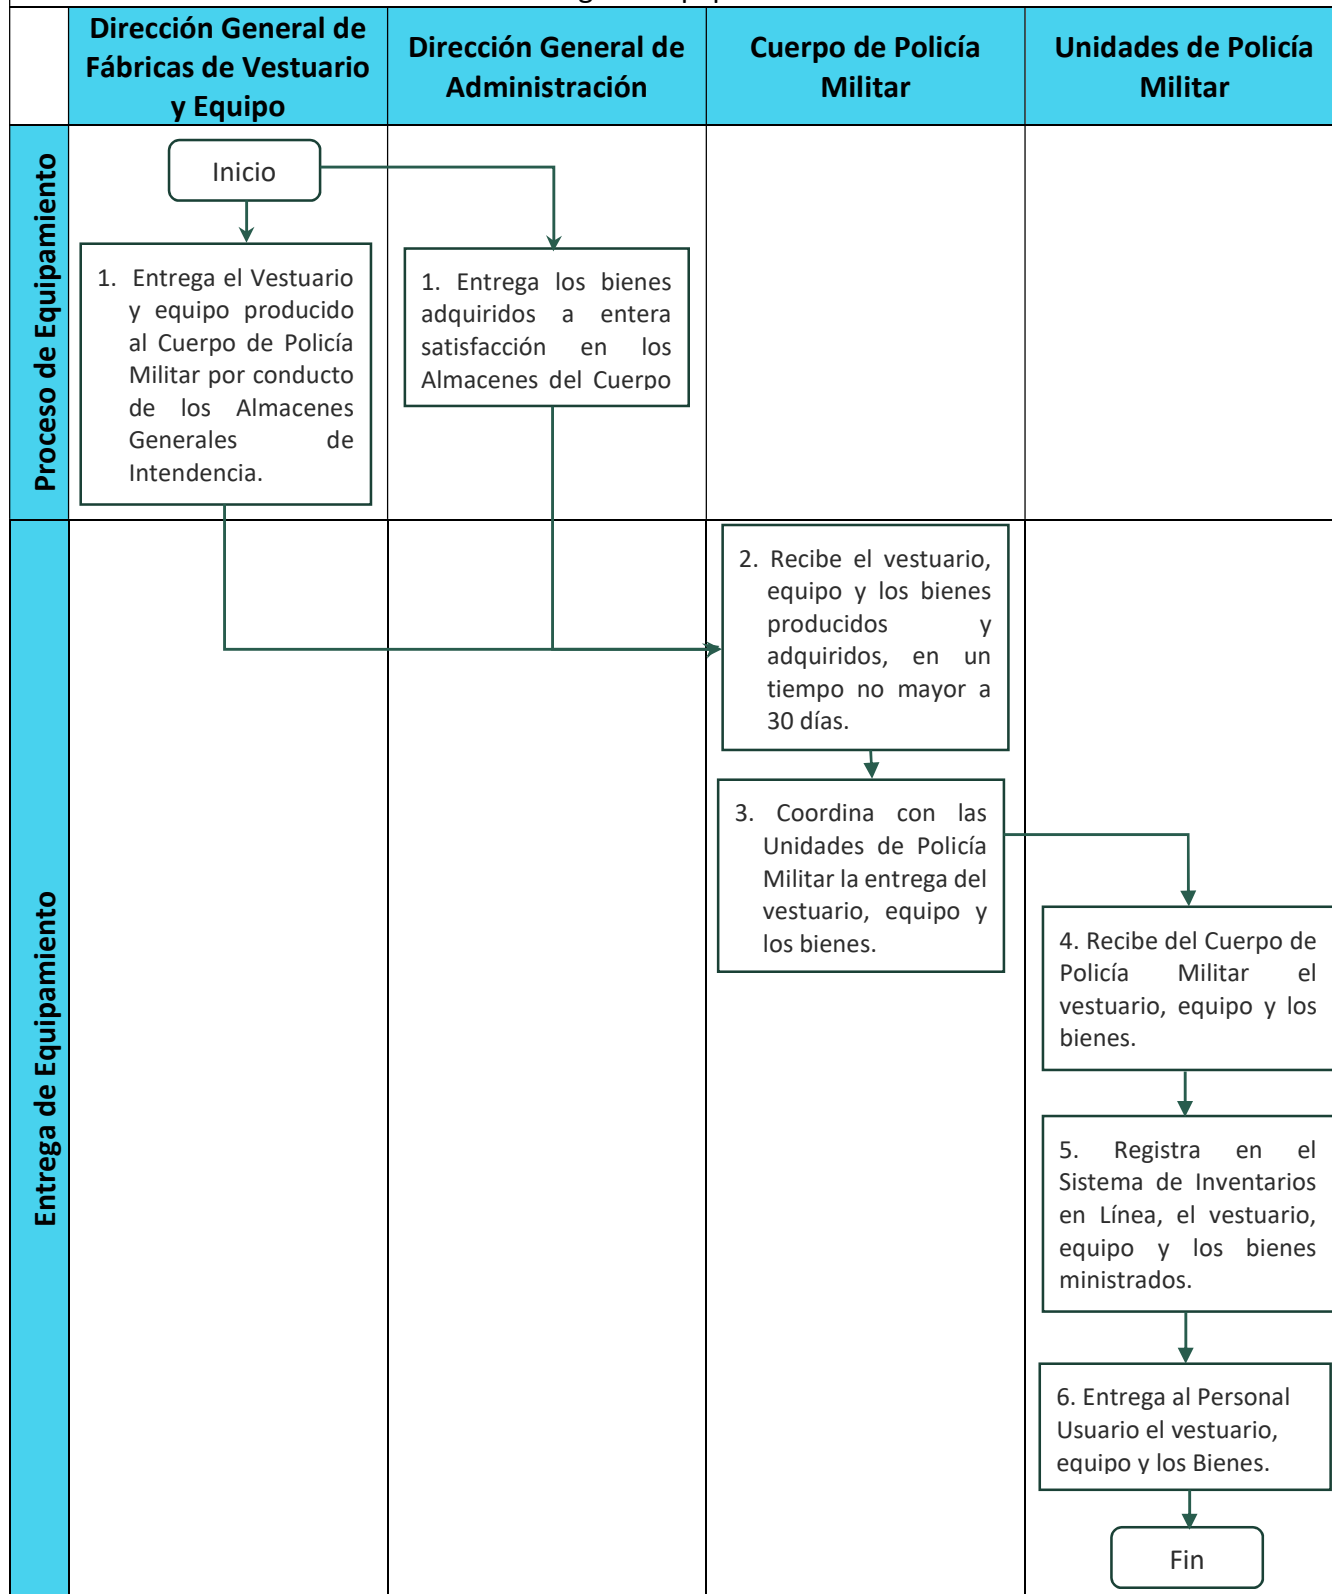 Dirección General de
Fábricas de Vestuario
y Equipo
Dirección General de
Administración
Cuerpo de Policía
Militar
Unidades de Policía
Militar
Proceso de Equipamiento
Inicio
1. Entrega el Vestuario
y equipo producido
al Cuerpo de Policía
Militar por conducto
de los Almacenes
Generales de
Intendencia.
1. Entrega los bienes
adquiridos a entera
satisfacción en los
Almacenes del Cuerpo
Entrega de Equipamiento
2. Recibe el vestuario,
equipo y los bienes
producidos y
adquiridos, en un
tiempo no mayor a
30 días.
3. Coordina con las
Unidades de Policía
Militar la entrega del
vestuario, equipo y
los bienes.
4. Recibe del Cuerpo de
Policía Militar el
vestuario, equipo y los
bienes.
5. Registra en el
Sistema de Inventarios
en Línea, el vestuario,
equipo y los bienes
ministrados.
6. Entrega al Personal
Usuario el vestuario,
equipo y los Bienes.
Fin